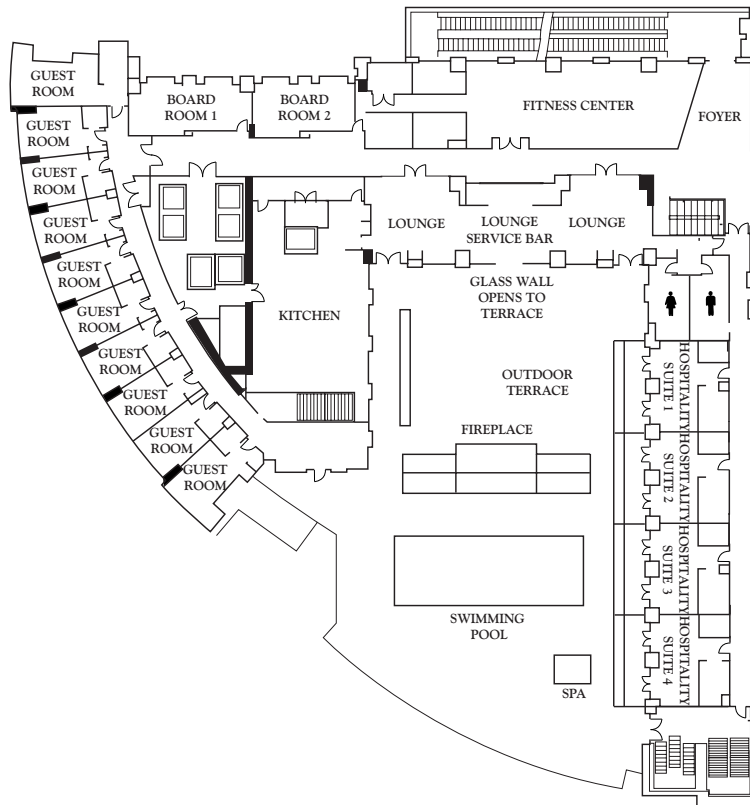 GUEST
ROOM
BOARD
ROOM 1
BOARD
ROOM 2
FITNESS CENTER
FOYER
GUEST
ROOM
GUEST
ROOM
GUEST
ROOM
GUEST
ROOM
GUEST
ROOM
GUEST
ROOM
GUEST
ROOM
GUEST
ROOM
GUEST
ROOM
LOUNGE
LOUNGE
SERVICE BAR
LOUNGE
GLASS WALL
OPENS TO
TERRACE
KITCHEN
OUTDOOR
TERRACE
FIREPLACE
SWIMMING
POOL
SPA
HOSPITALITY
SUITE 1
HOSPITALITY
SUITE 2
HOSPITALITY
SUITE 3
HOSPITALITY
SUITE 4